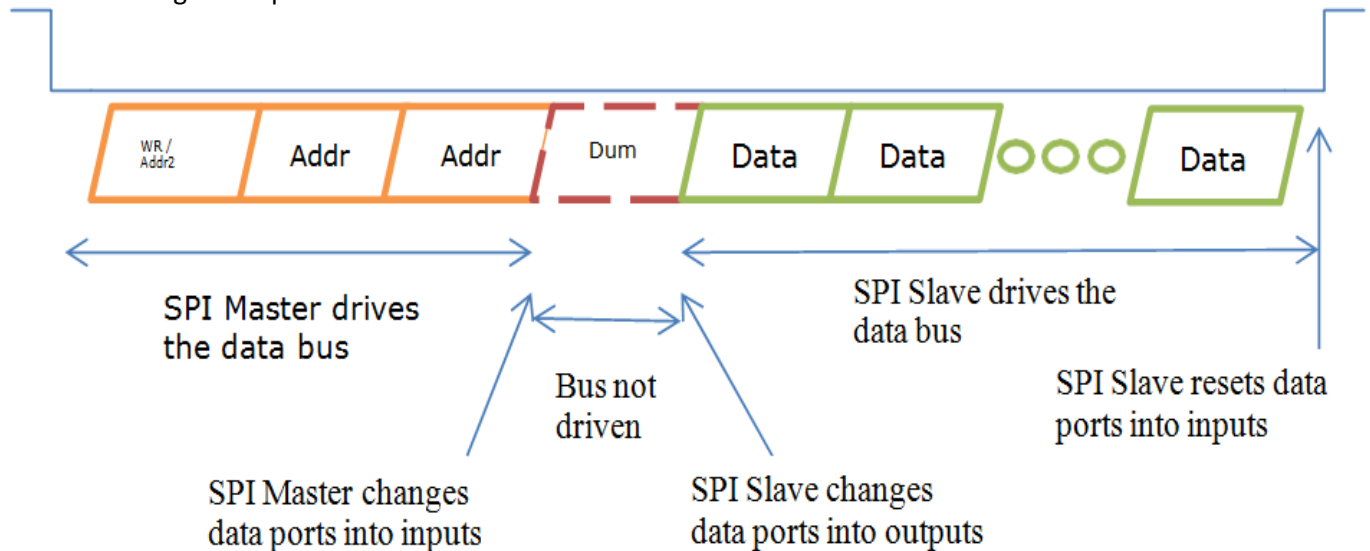 WR /
Addr2
Addr
Addr
Dum
Data
Data
Data
SPI Master drives
the data bus
Bus not
driven
SPI Slave drives the
data bus
SPI Slave resets data
ports into inputs
SPI Master changes
data ports into inputs
SPI Slave changes
data ports into outputs